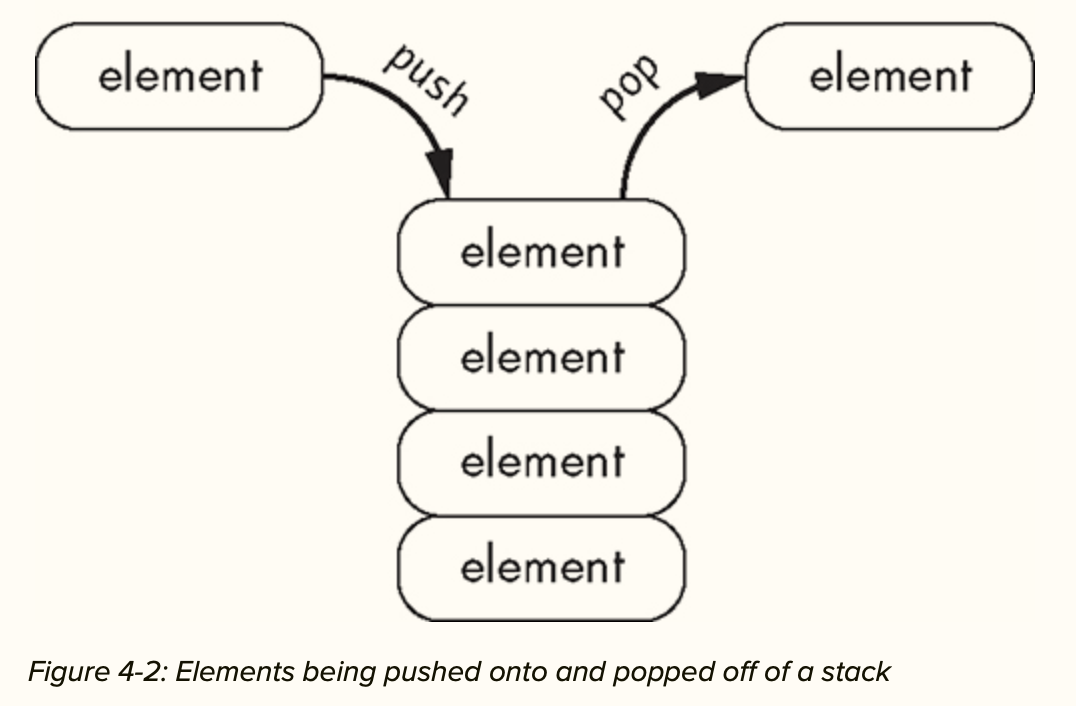 element
push
pop
element
element
element
element
element
Figure 4-2: Elements being pushed onto and popped off of a stack